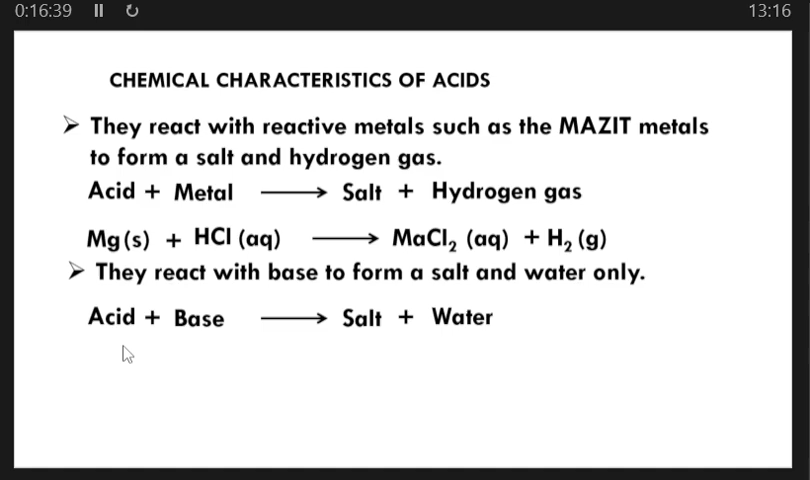 0:16:39 13:16
CHEMICAL CHARACTERISTICS OF ACIDS
➢ They react with reactive metals such as the MAZIT metals
to form a salt and hydrogen gas.
Acid + Metal ⟶ Salt + Hydrogen gas
Mg(s) + HCl (aq) ⟶ MaCl₂ (aq) + H₂ (g)
➢ They react with base to form a salt and water only.
Acid + Base ⟶ Salt + Water